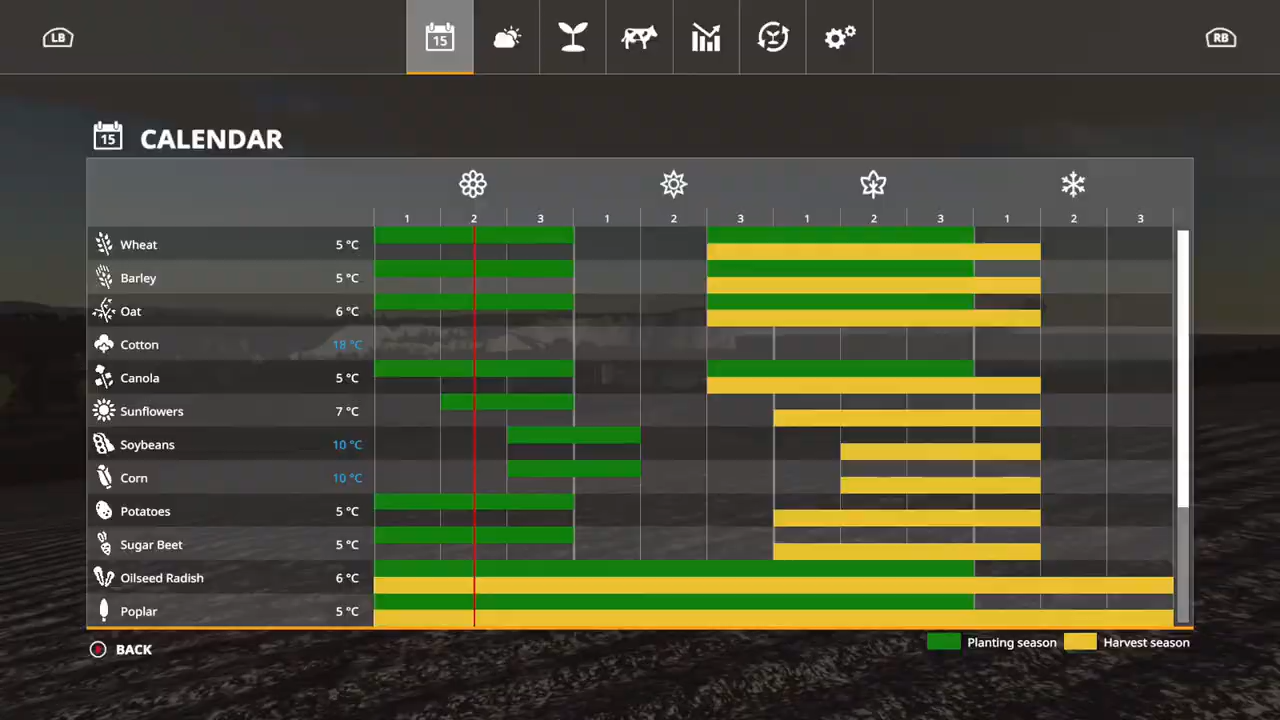 LB
15
RB
15 CALENDAR
1 2 3 1 2 3 1 2 3 1 2 3
Wheat 5 °C
Barley 5 °C
Oat 6 °C
Cotton 18 °C
Canola 5 °C
Sunflowers 7 °C
Soybeans 10 °C
Corn 10 °C
Potatoes 5 °C
Sugar Beet 5 °C
Oilseed Radish 6 °C
Poplar 5 °C
Planting season Harvest season
BACK